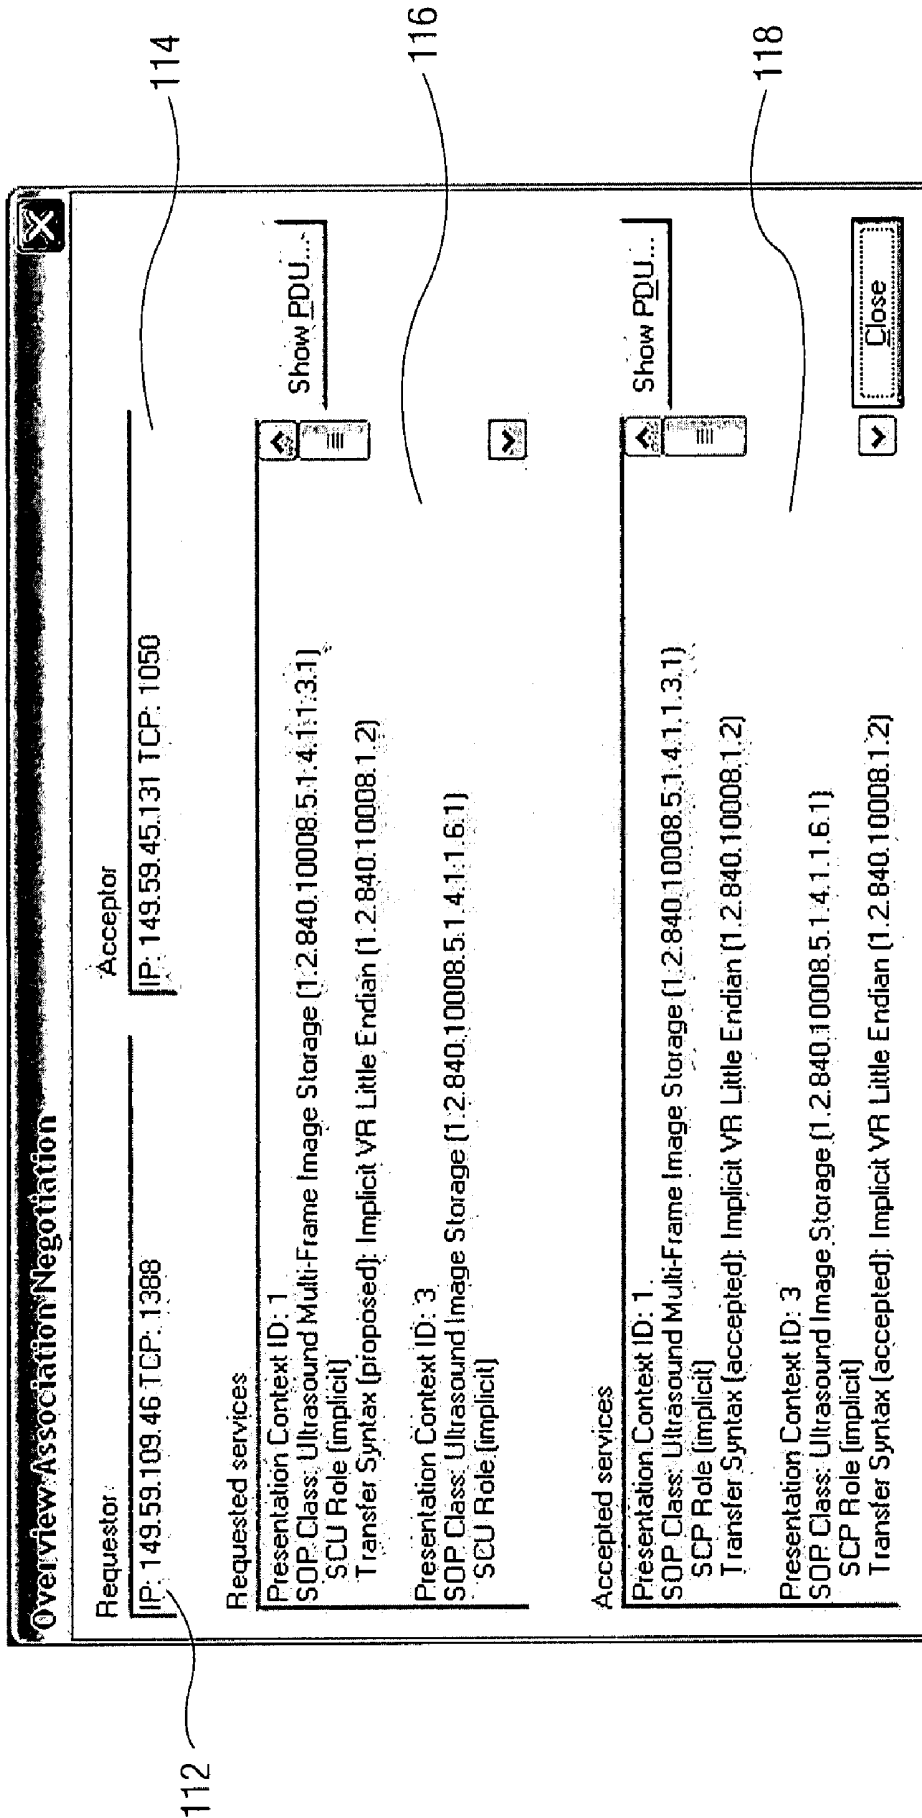 Overview Association Negotiation
Requestor
Acceptor
IP: 149.59.109.46 TCP: 1388
IP: 149.59.45.131 TCP: 1050
112
114
Requested services
Presentation Context ID: 1
SOP Class: Ultrasound Multi-Frame Image Storage (1.2.840.10008.5.1.4.1.1.3.1)
SCU Role (implicit)
Transfer Syntax (proposed): Implicit VR Little Endian (1.2.840.10008.1.2)
Presentation Context ID: 3
SOP Class: Ultrasound Image Storage (1.2.840.10008.5.1.4.1.1.6.1)
SCU Role (implicit)
Show PDU...
116
Accepted services
Presentation Context ID: 1
SOP Class: Ultrasound Multi-Frame Image Storage (1.2.840.10008.5.1.4.1.1.3.1)
SCP Role (implicit)
Transfer Syntax (accepted): Implicit VR Little Endian (1.2.840.10008.1.2)
Presentation Context ID: 3
SOP Class: Ultrasound Image Storage (1.2.840.10008.5.1.4.1.1.6.1)
SCP Role (implicit)
Transfer Syntax (accepted): Implicit VR Little Endian (1.2.840.10008.1.2)
Show PDU...
118
Close